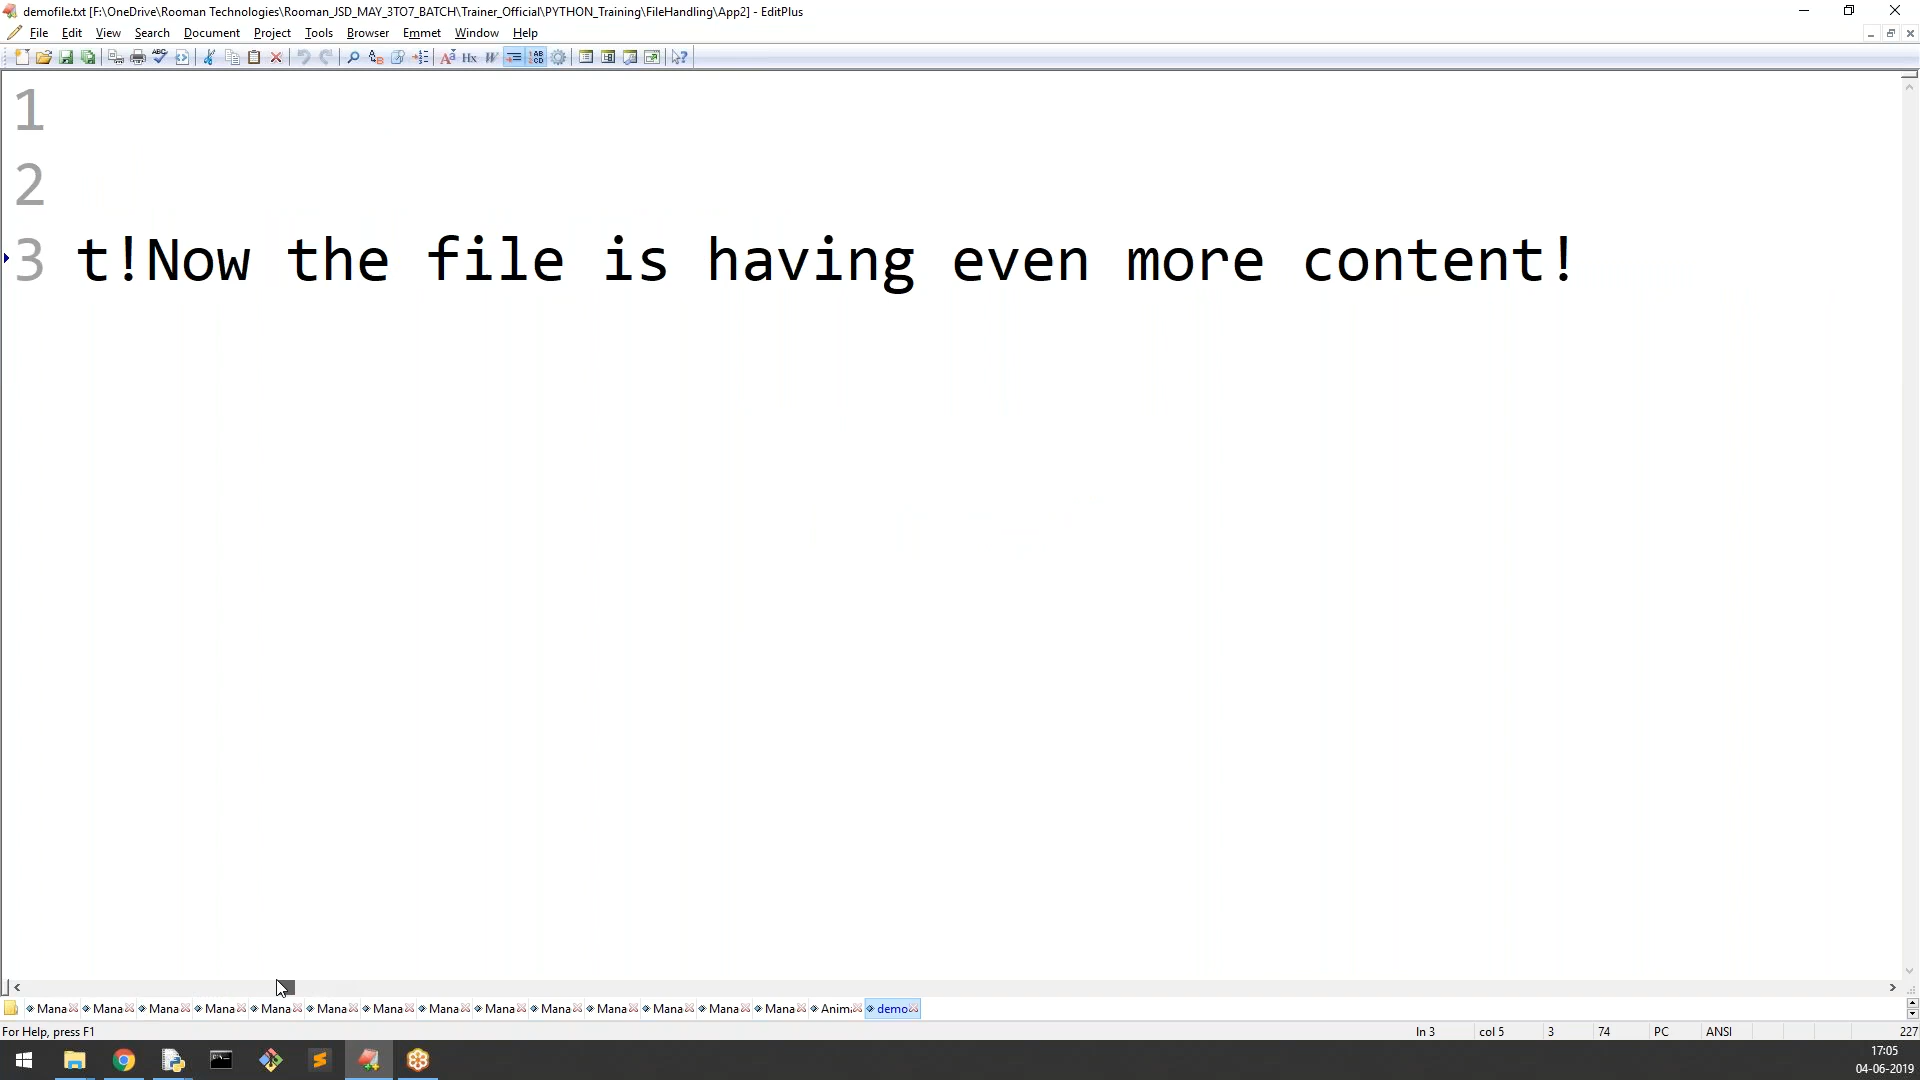 demofile.txt [F:\OneDrive\Rooman Technologies\Rooman_JSD_MAY_3TO7_BATCH\Trainer_Official\PYTHON_Training\FileHandling\App2] - EditPlus
File Edit View Search Document Project Tools Browser Emmet Window Help
1
2
3 t!Now the file is having even more content!
Mana Mana Mana Mana Mana Mana Mana Mana Mana Mana Mana Mana Mana Mana Anima demo
For Help, press F1 ln 3 col 5 3 74 PC ANSI 227
17:05
04-06-2019